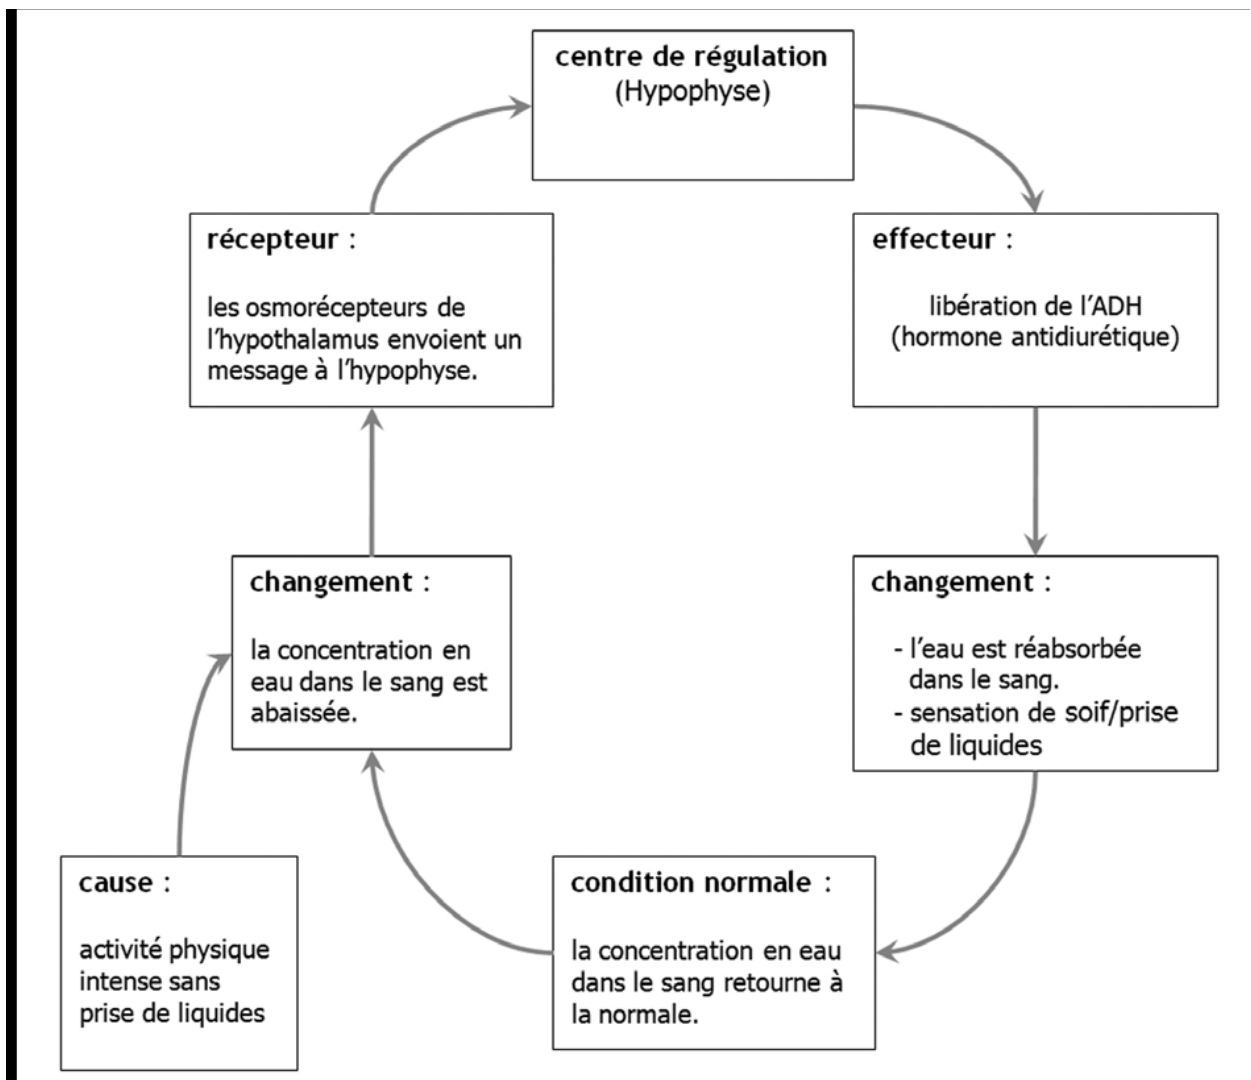 centre de régulation
(Hypophyse)
récepteur :
les osmorécepteurs de
l'hypothalamus envoient un
message à l'hypophyse.
effecteur :
libération de l'ADH
(hormone antidiurétique)
changement :
la concentration en
eau dans le sang est
abaissée.
changement :
- l'eau est réabsorbée
dans le sang.
- sensation de soif/prise
de liquides
cause :
activité physique
intense sans
prise de liquides
condition normale :
la concentration en eau
dans le sang retourne à
la normale.